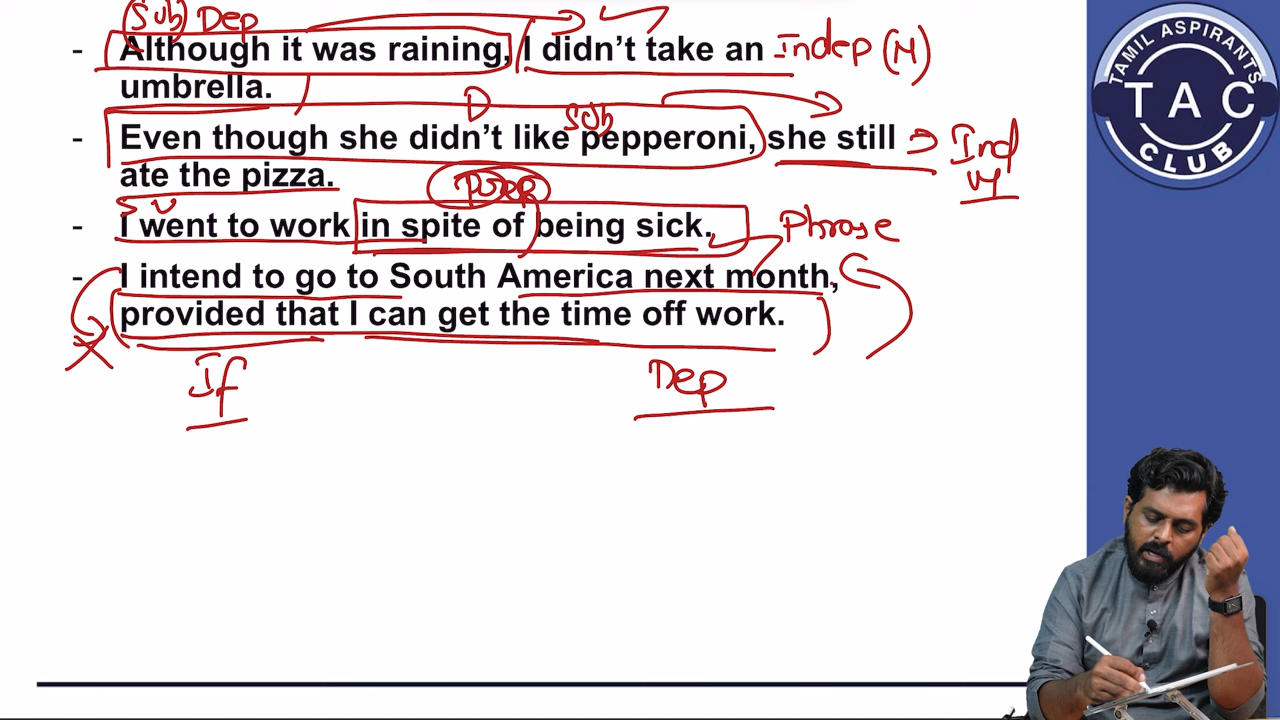 (Sub) Dep
- Although it was raining, I didn't take an Indep (M)
umbrella.
D Sub
- Even though she didn't like pepperoni, she still Ind
ate the pizza.
Prep
S V
- I went to work in spite of being sick. Phrase
- I intend to go to South America next month,
provided that I can get the time off work.
If Dep
TAMIL ASPIRANTS
TAC
CLUB